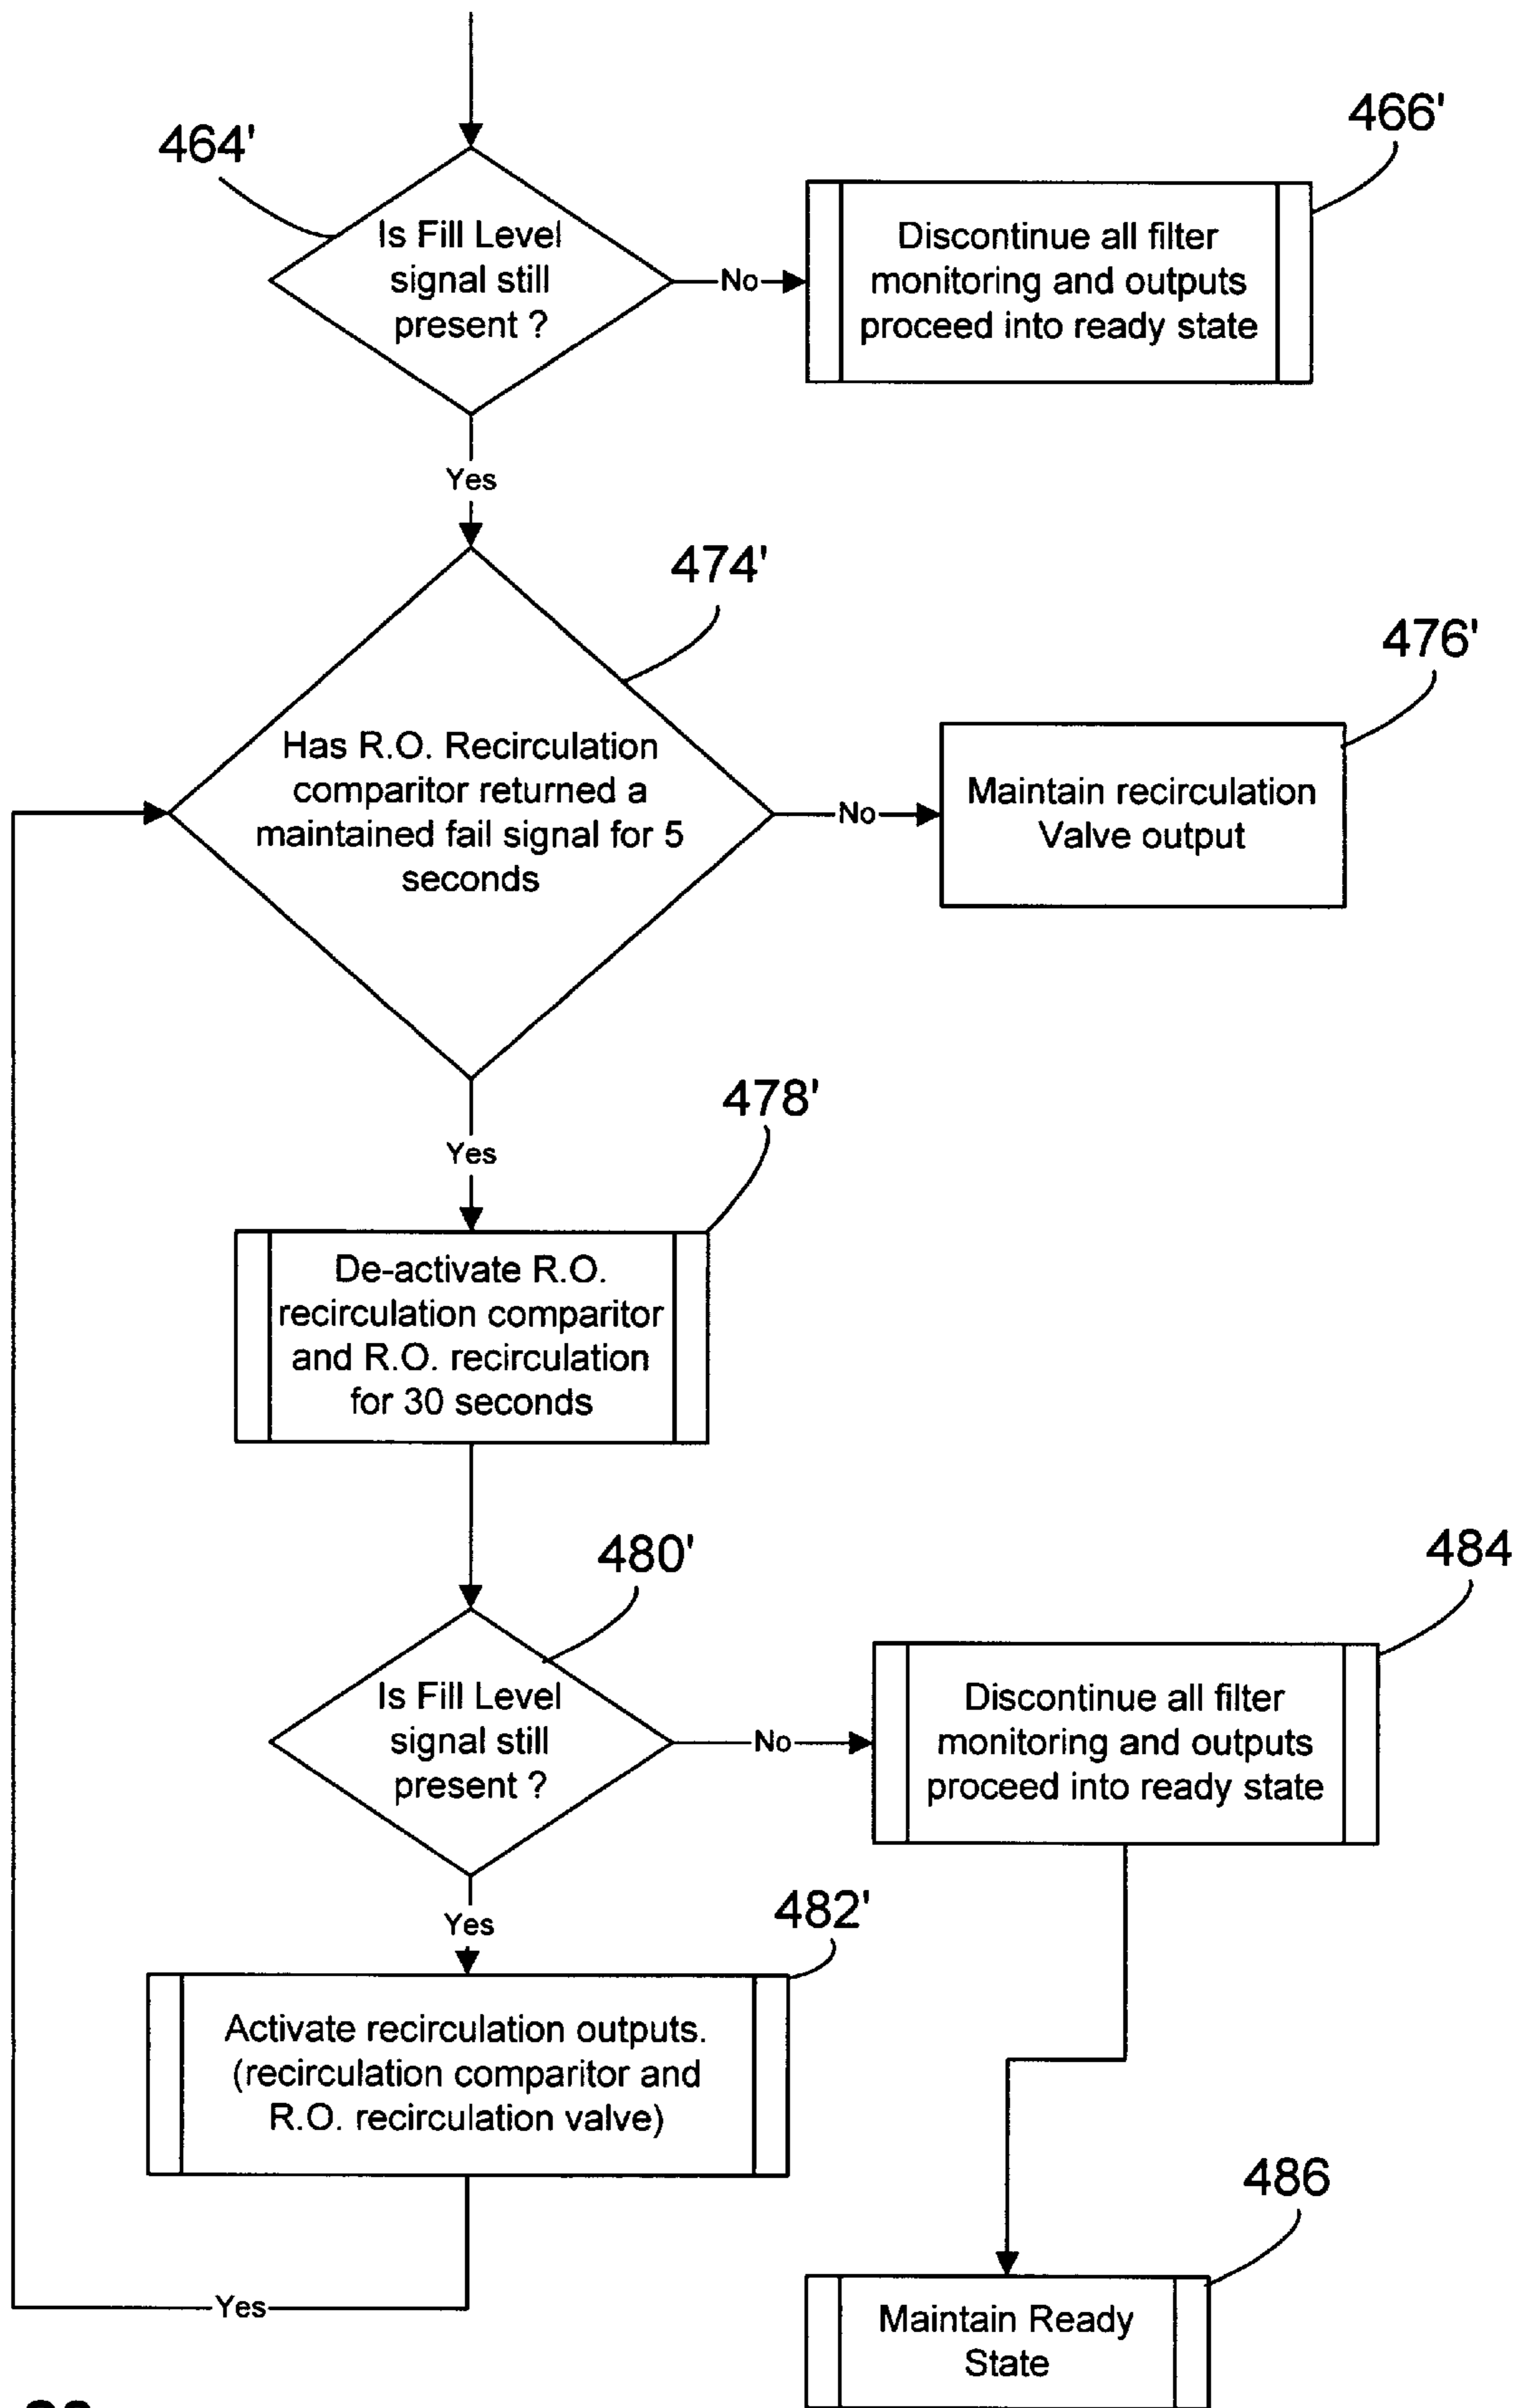 464'
466'
Is Fill Level
signal still
present ?
No
Discontinue all filter
monitoring and outputs
proceed into ready state
Yes
474'
476'
Has R.O. Recirculation
comparitor returned a
maintained fail signal for 5
seconds
No
Maintain recirculation
Valve output
478'
Yes
De-activate R.O.
recirculation comparitor
and R.O. recirculation
for 30 seconds
480'
484
Is Fill Level
signal still
present ?
No
Discontinue all filter
monitoring and outputs
proceed into ready state
Yes
482'
Activate recirculation outputs.
(recirculation comparitor and
R.O. recirculation valve)
486
Yes
Maintain Ready
State